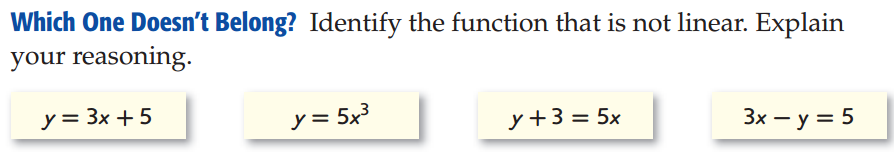 Which One Doesn't Belong? Identify the function that is not linear. Explain
your reasoning.
y = 3x + 5
y = 5x³
y + 3 = 5x
3x − y = 5